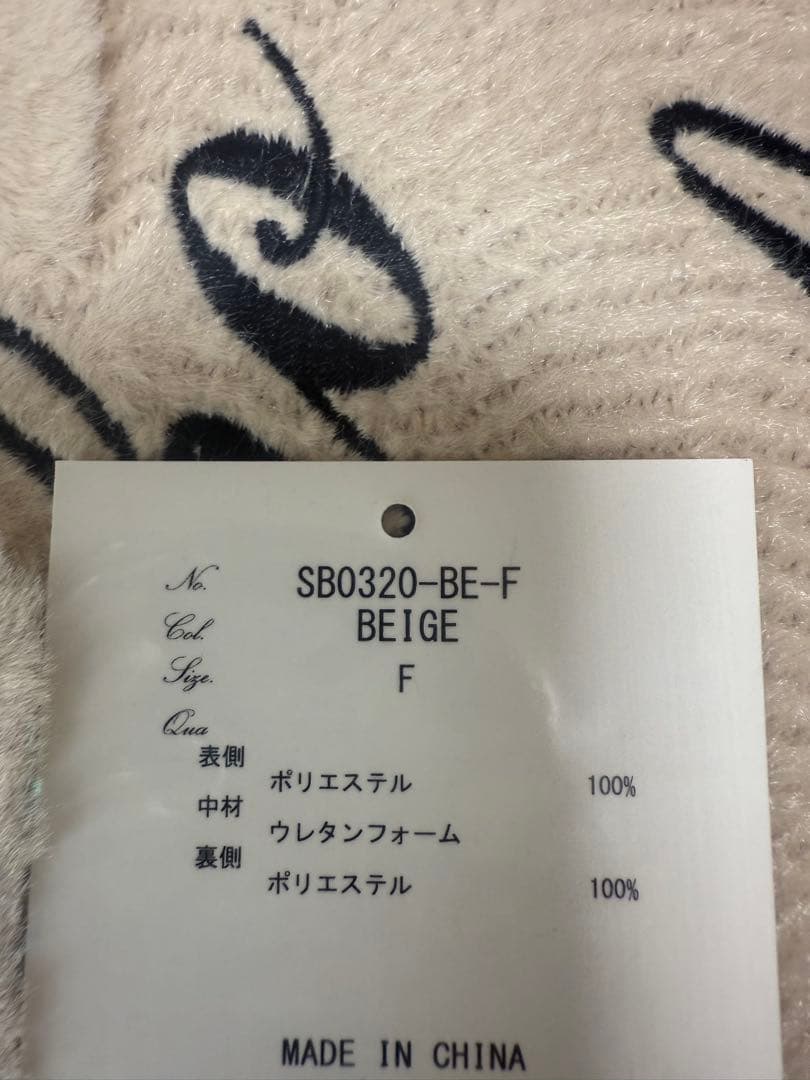 No. SB0320-BE-F
Col. BEIGE
Size. F
Qua
表側
ポリエステル 100%
中材
ウレタンフォーム
裏側
ポリエステル 100%
MADE IN CHINA